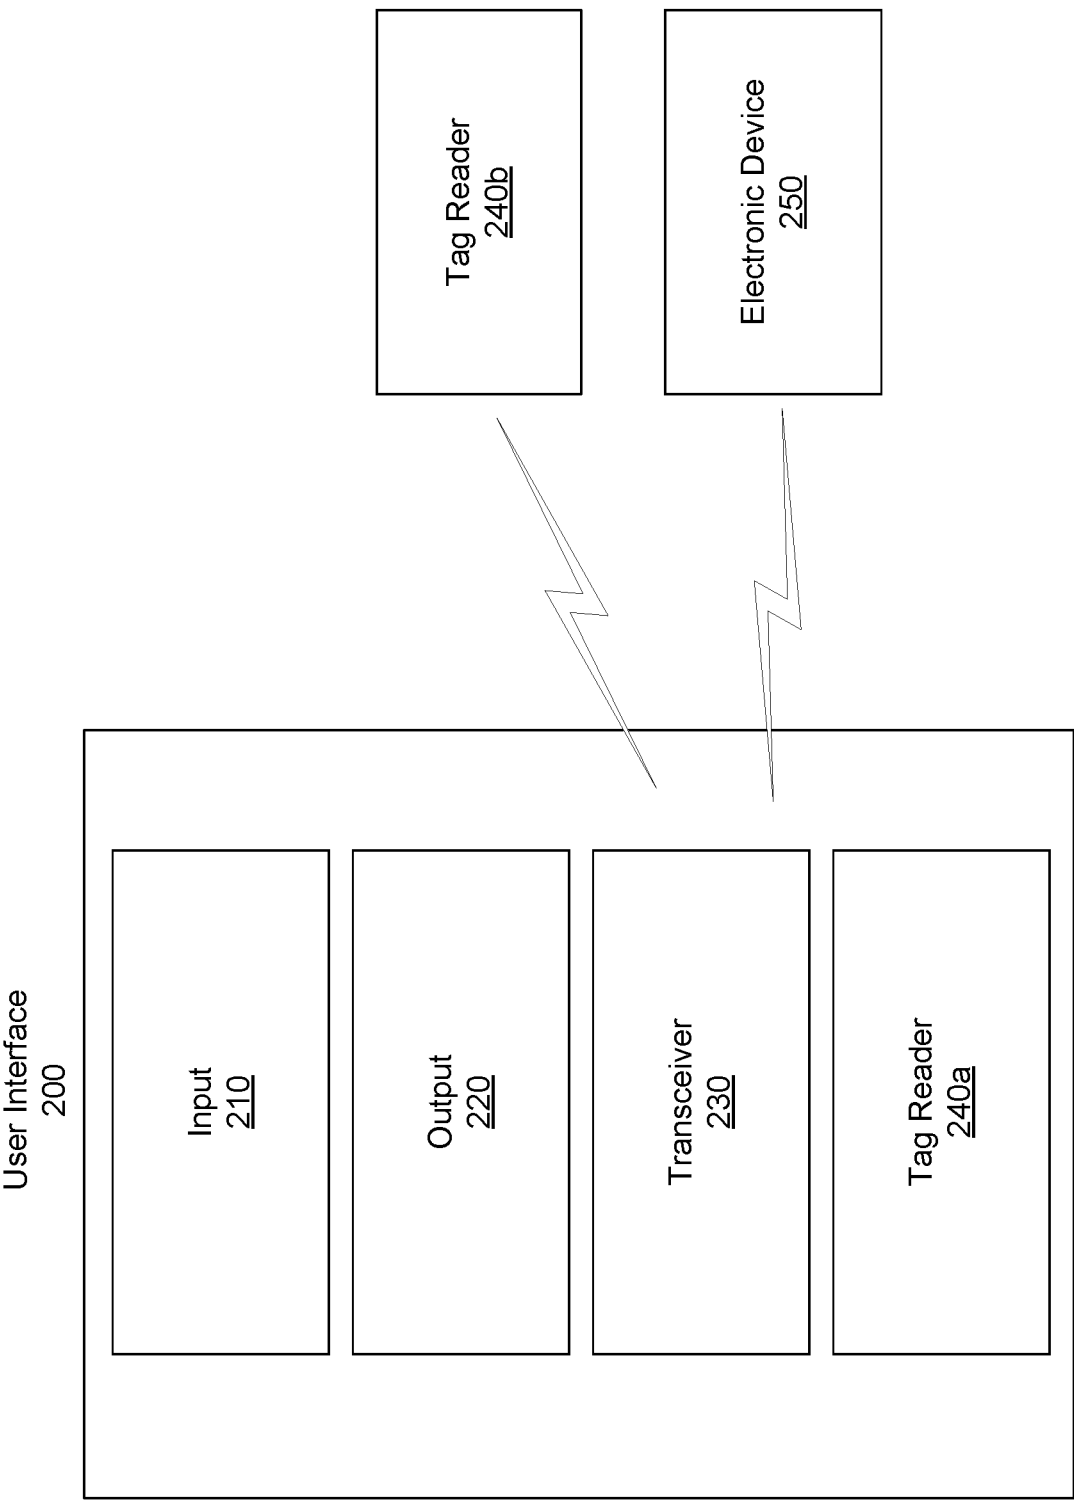 User Interface
200
Input
210
Output
220
Transceiver
230
Tag Reader
240a
Tag Reader
240b
Electronic Device
250